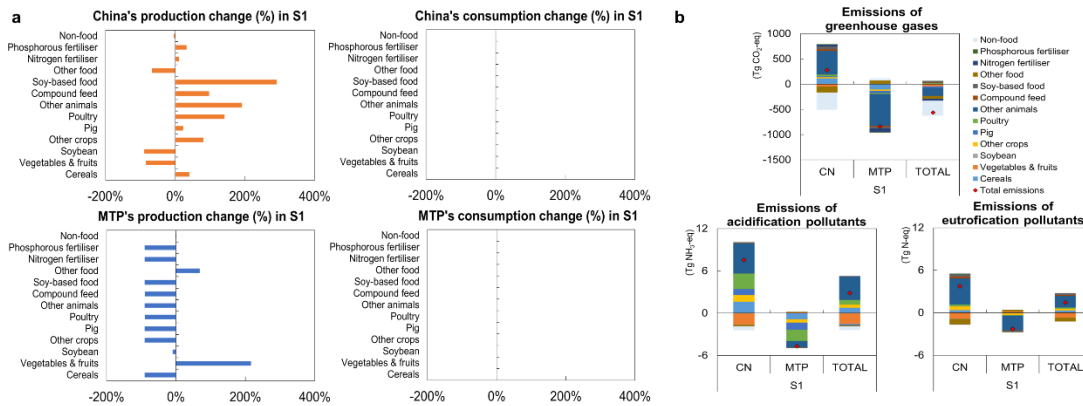 a
China's production change (%) in S1
Non-food
Phosphorous fertiliser
Nitrogen fertiliser
Other food
Soy-based food
Compound feed
Other animals
Poultry
Pig
Other crops
Soybean
Vegetables & fruits
Cereals
-200% 0% 200% 400%
China's consumption change (%) in S1
Non-food
Phosphorous fertiliser
Nitrogen fertiliser
Other food
Soy-based food
Compound feed
Other animals
Poultry
Pig
Other crops
Soybean
Vegetables & fruits
Cereals
-200% 0% 200% 400%
MTP's production change (%) in S1
Non-food
Phosphorous fertiliser
Nitrogen fertiliser
Other food
Soy-based food
Compound feed
Other animals
Poultry
Pig
Other crops
Soybean
Vegetables & fruits
Cereals
-200% 0% 200% 400%
MTP's consumption change (%) in S1
Non-food
Phosphorous fertiliser
Nitrogen fertiliser
Other food
Soy-based food
Compound feed
Other animals
Poultry
Pig
Other crops
Soybean
Vegetables & fruits
Cereals
-200% 0% 200% 400%
b
Emissions of
greenhouse gases
(Tg CO₂-eq)
1000
500
0
-500
-1000
-1500
CN MTP TOTAL
S1
Non-food
Phosphorous fertiliser
Nitrogen fertiliser
Other food
Soy-based food
Compound feed
Other animals
Poultry
Pig
Other crops
Soybean
Vegetables & fruits
Cereals
Total emissions
Emissions of
acidification pollutants
(Tg NH₃-eq)
12
6
0
-6
CN MTP TOTAL
S1
Emissions of
eutrofication pollutants
(Tg N-eq)
12
6
0
-6
CN MTP TOTAL
S1